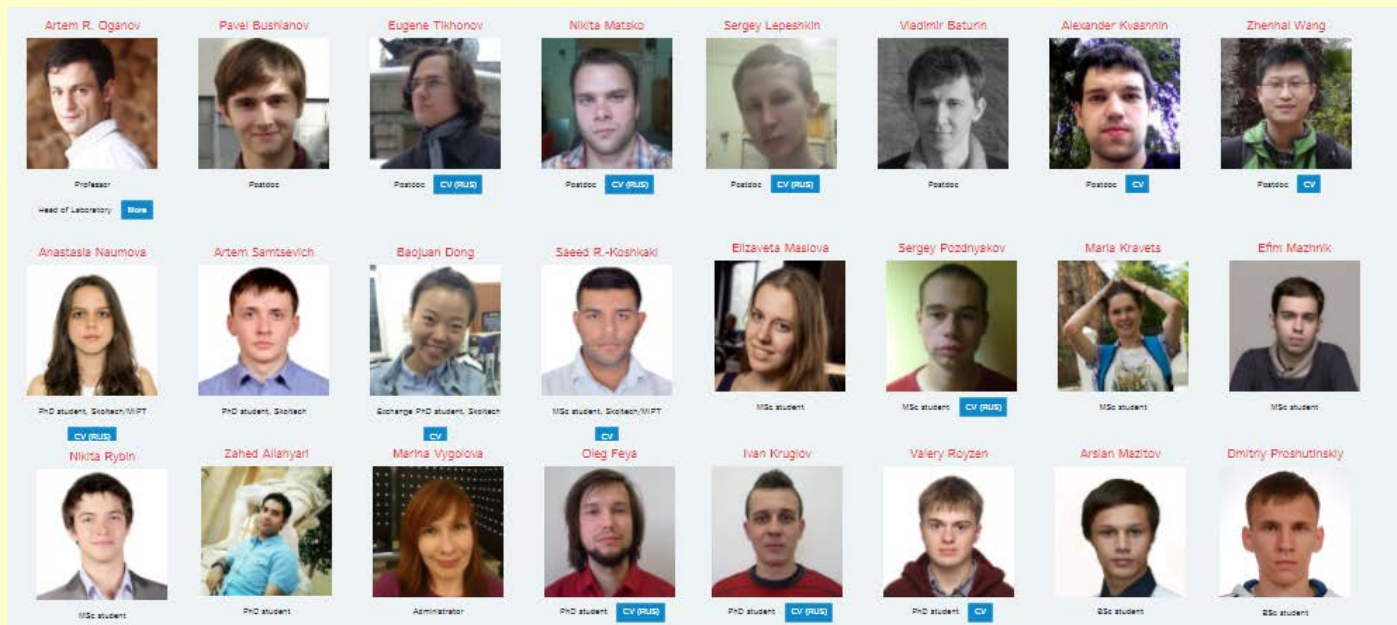 Artem R. Oganov Pavel Bushlanov Eugene Tikhonov Nikita Matsko Sergey Lepeshkin Vladimir Baturin Alexander Kvashnin Zhenhai Wang
Professor Postdoc Postdoc CV (RUS) Postdoc CV (RUS) Postdoc CV (RUS) Postdoc Postdoc CV Postdoc CV
Head of Laboratory More
Anastasia Naumova Artem Samtsevich Baojuan Dong Saeed R.-Koshkaki Elizaveta Maslova Sergey Pozdnyakov Maria Kravets Efim Mazhnik
PhD student, Skoltech/MIPT PhD student, Skoltech Exchange PhD student, Skoltech MSc student, Skoltech/MIPT MSc student MSc student CV (RUS) MSc student MSc student
CV (RUS) CV CV
Nikita Rybin Zahed Allahyari Marina Vygolova Oleg Feya Ivan Kruglov Valery Royzen Arslan Mazitov Dmitriy Proshutinskiy
MSc student PhD student Administrator PhD student CV (RUS) PhD student CV (RUS) PhD student CV BSc student BSc student